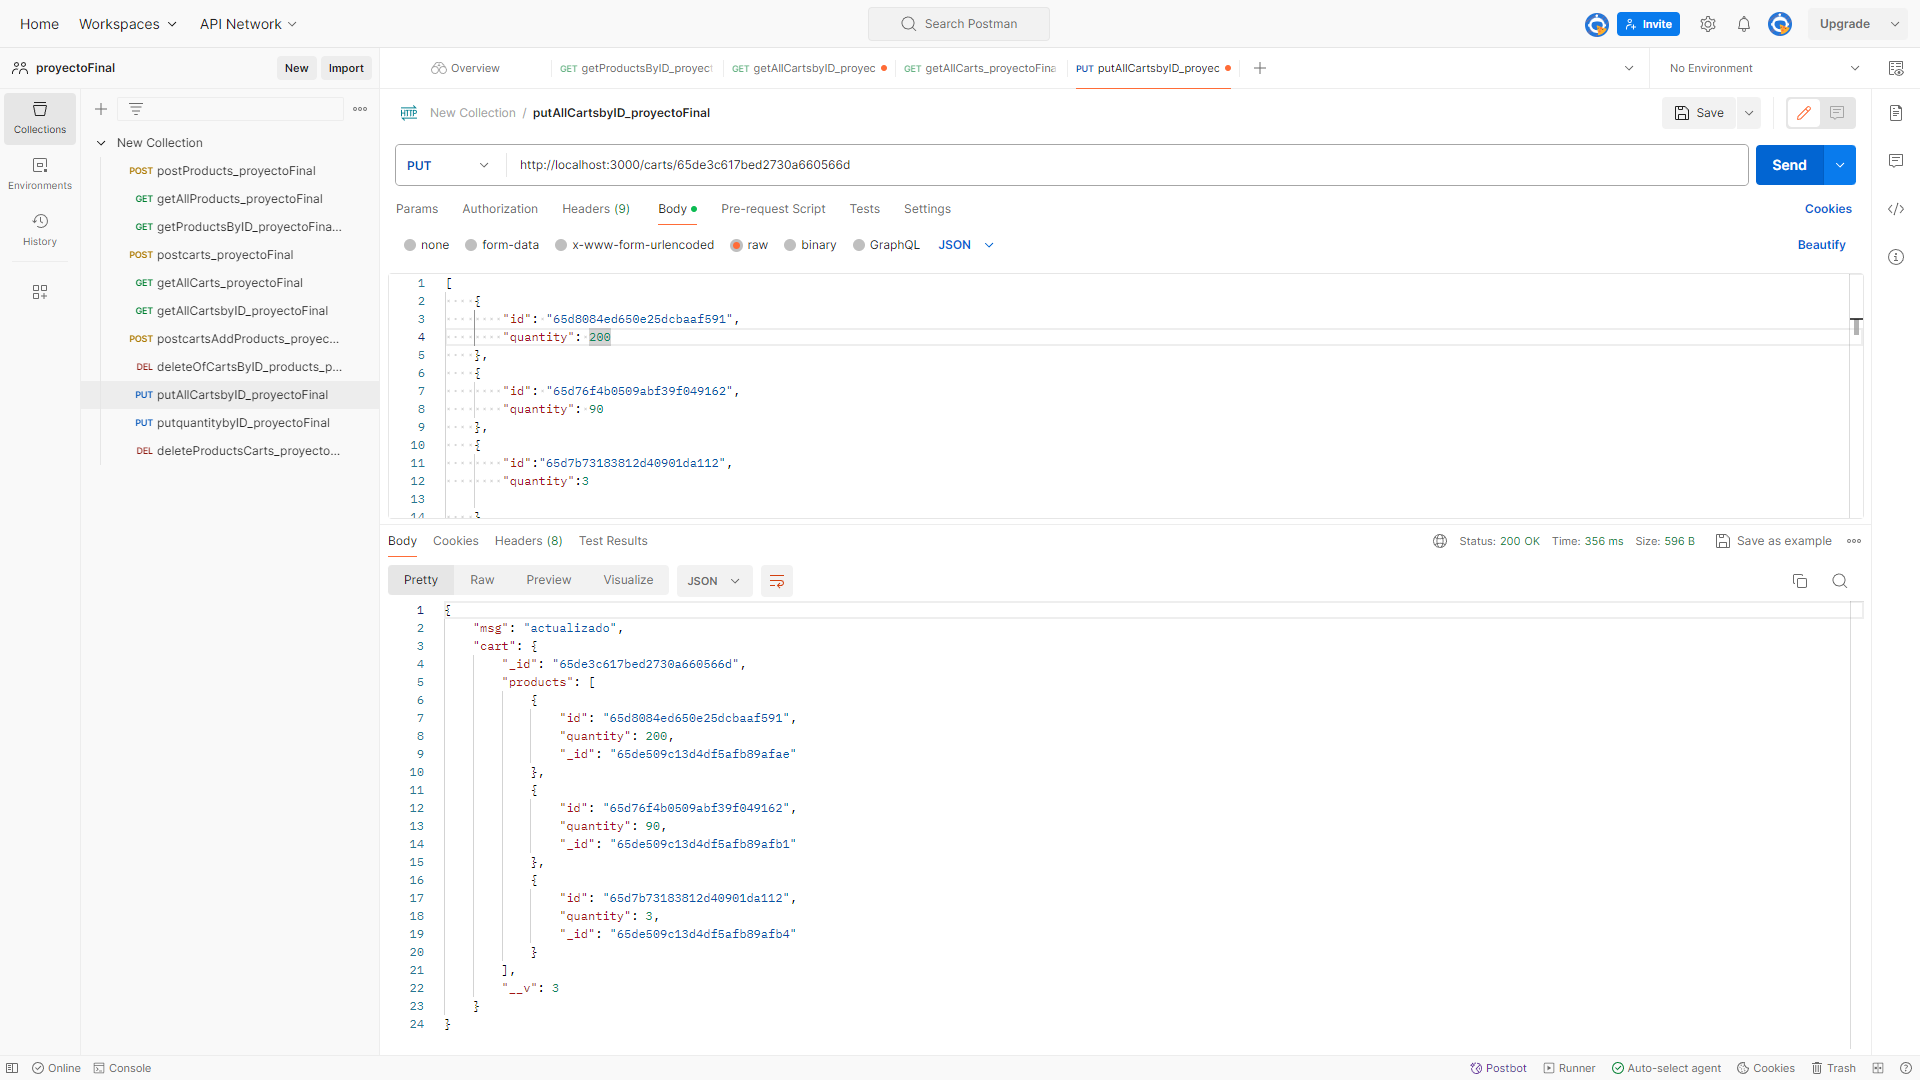 Home Workspaces API Network Search Postman Invite Upgrade
proyectoFinal New Import Overview GET getProductsByID_proyect GET getAllCartsbyID_proyec GET getAllCarts_proyectoFina PUT putAllCartsbyID_proyec No Environment
Collections
Environments
History
New Collection
POST postProducts_proyectoFinal
GET getAllProducts_proyectoFinal
GET getProductsByID_proyectoFina...
POST postcarts_proyectoFinal
GET getAllCarts_proyectoFinal
GET getAllCartsbyID_proyectoFinal
POST postcartsAddProducts_proyec...
DEL deleteOfCartsByID_products_p...
PUT putAllCartsbyID_proyectoFinal
PUT putquantitybyID_proyectoFinal
DEL deleteProductsCarts_proyecto...
HTTP New Collection / putAllCartsbyID_proyectoFinal Save
PUT http://localhost:3000/carts/65de3c617bed2730a660566d Send
Params Authorization Headers (9) Body Pre-request Script Tests Settings Cookies
none form-data x-www-form-urlencoded raw binary GraphQL JSON Beautify
1 [
2 {
3 "id": "65d8084ed650e25dcbaaf591",
4 "quantity": 200
5 },
6 {
7 "id": "65d76f4b0509abf39f049162",
8 "quantity": 90
9 },
10 {
11 "id":"65d7b73183812d40901da112",
12 "quantity":3
13
14 }
Body Cookies Headers (8) Test Results Status: 200 OK Time: 356 ms Size: 596 B Save as example
Pretty Raw Preview Visualize JSON
1 {
2 "msg": "actualizado",
3 "cart": {
4 "_id": "65de3c617bed2730a660566d",
5 "products": [
6 {
7 "id": "65d8084ed650e25dcbaaf591",
8 "quantity": 200,
9 "_id": "65de509c13d4df5afb89afae"
10 },
11 {
12 "id": "65d76f4b0509abf39f049162",
13 "quantity": 90,
14 "_id": "65de509c13d4df5afb89afb1"
15 },
16 {
17 "id": "65d7b73183812d40901da112",
18 "quantity": 3,
19 "_id": "65de509c13d4df5afb89afb4"
20 }
21 ],
22 "__v": 3
23 }
24 }
Online Console Postbot Runner Auto-select agent Cookies Trash